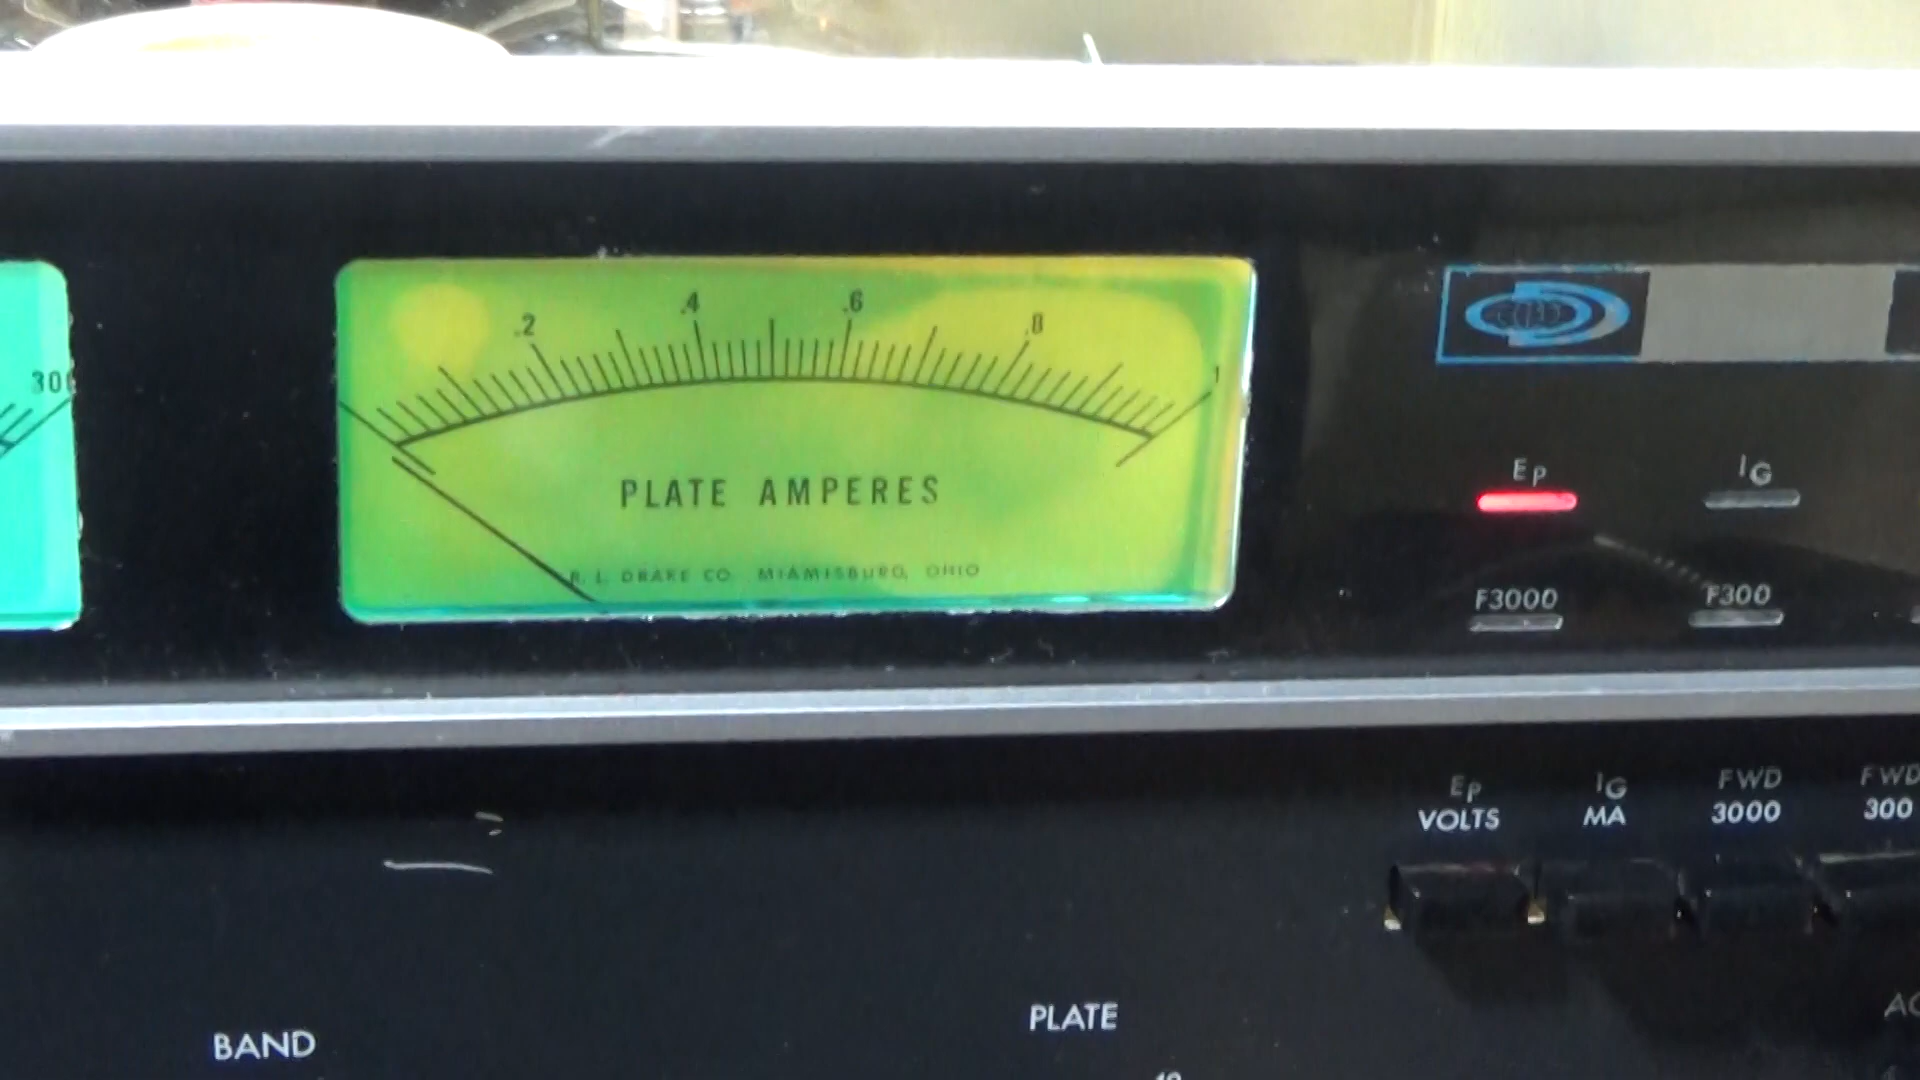 .2 .4 .6 .8 1
PLATE AMPERES
R. L. DRAKE CO. MIAMISBURG, OHIO
300
EP IG
F3000 F300
EP IG FWD FWD
VOLTS MA 3000 300
BAND
PLATE